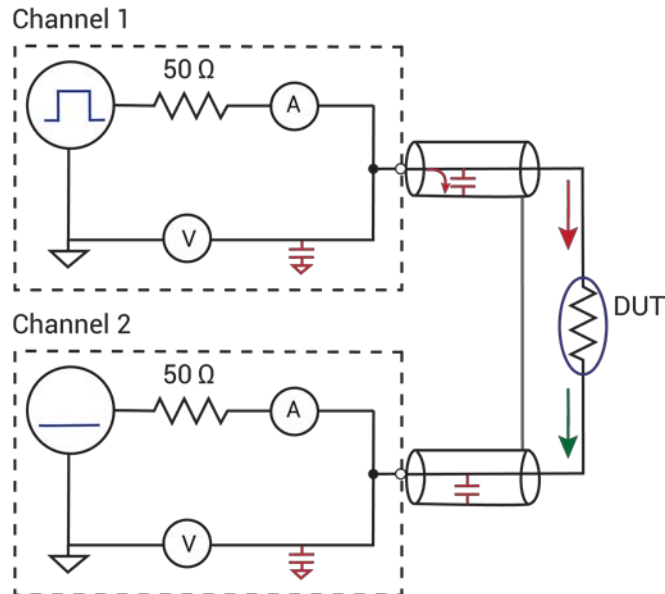 Channel 1
50 Ω
A
V
DUT
Channel 2
50 Ω
A
V